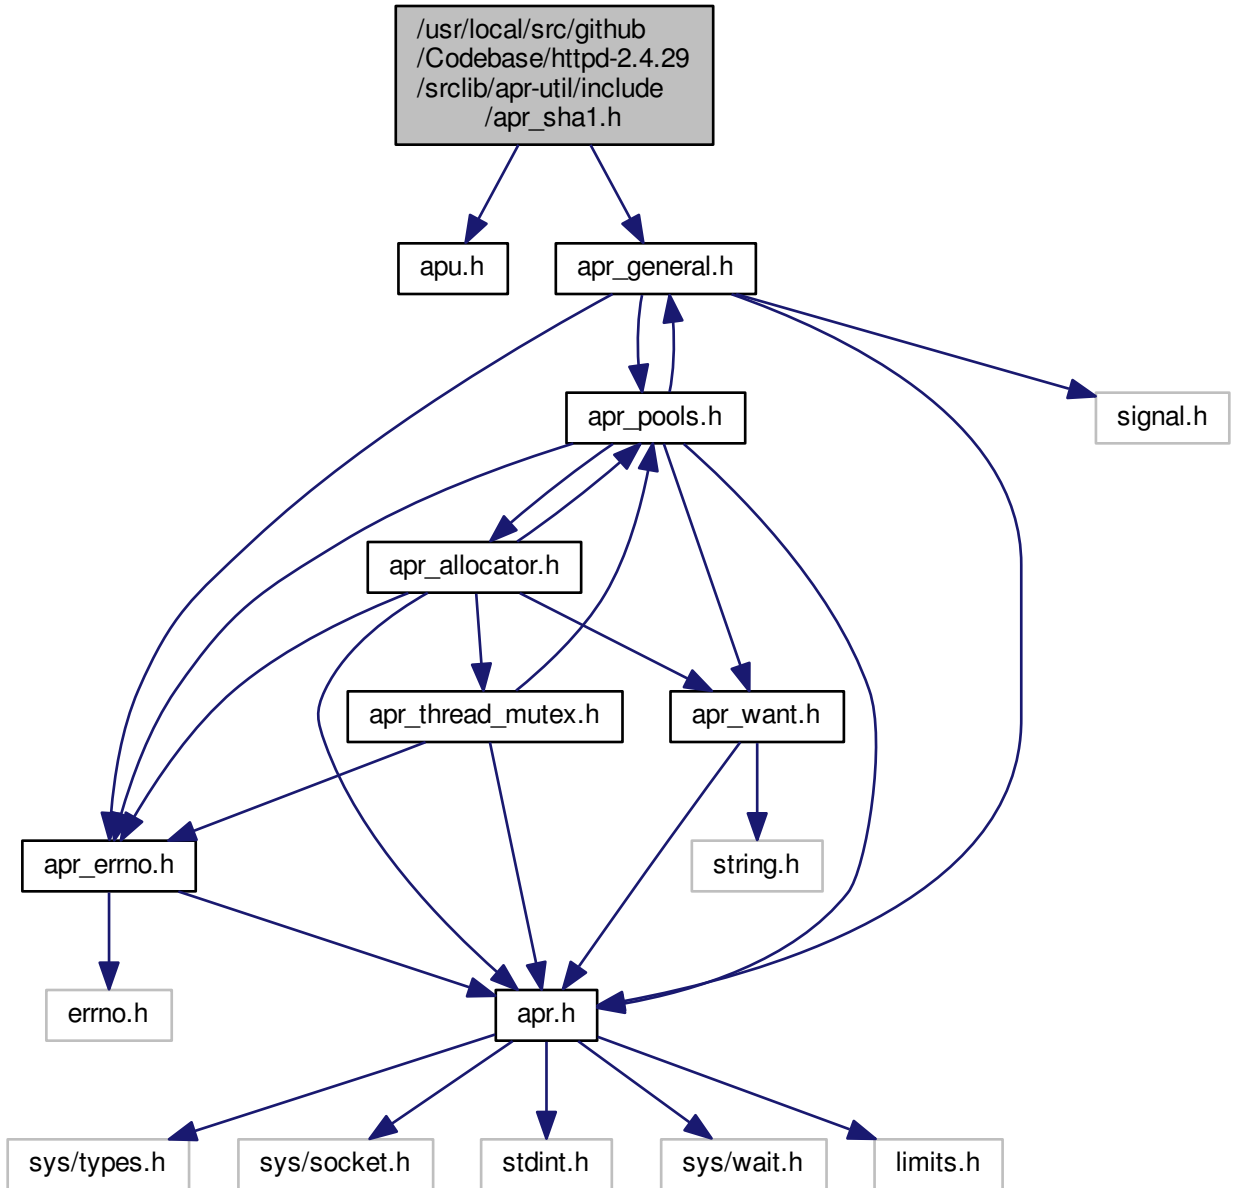 /usr/local/src/github
/Codebase/httpd-2.4.29
/srclib/apr-util/include
/apr_sha1.h
apu.h
apr_general.h
apr_pools.h
signal.h
apr_allocator.h
apr_thread_mutex.h
apr_want.h
apr_errno.h
string.h
errno.h
apr.h
sys/types.h
sys/socket.h
stdint.h
sys/wait.h
limits.h